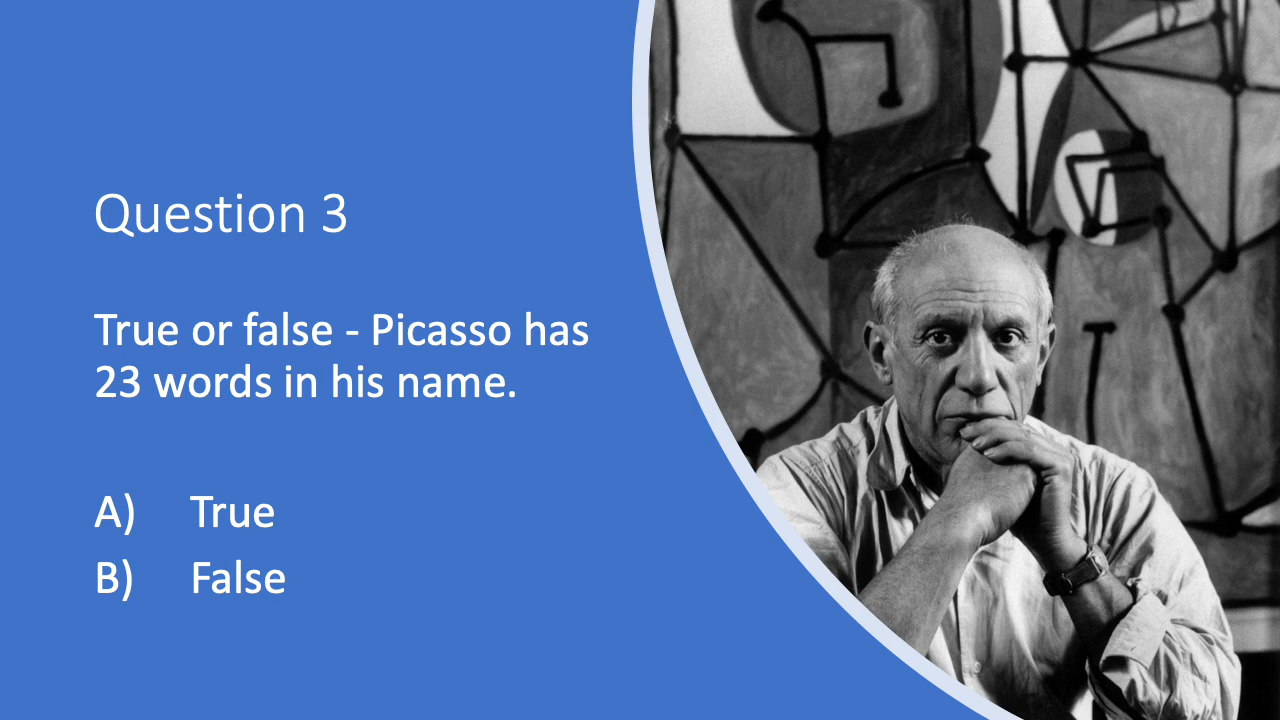 Question 3
True or false - Picasso has
23 words in his name.
A) True
B) False